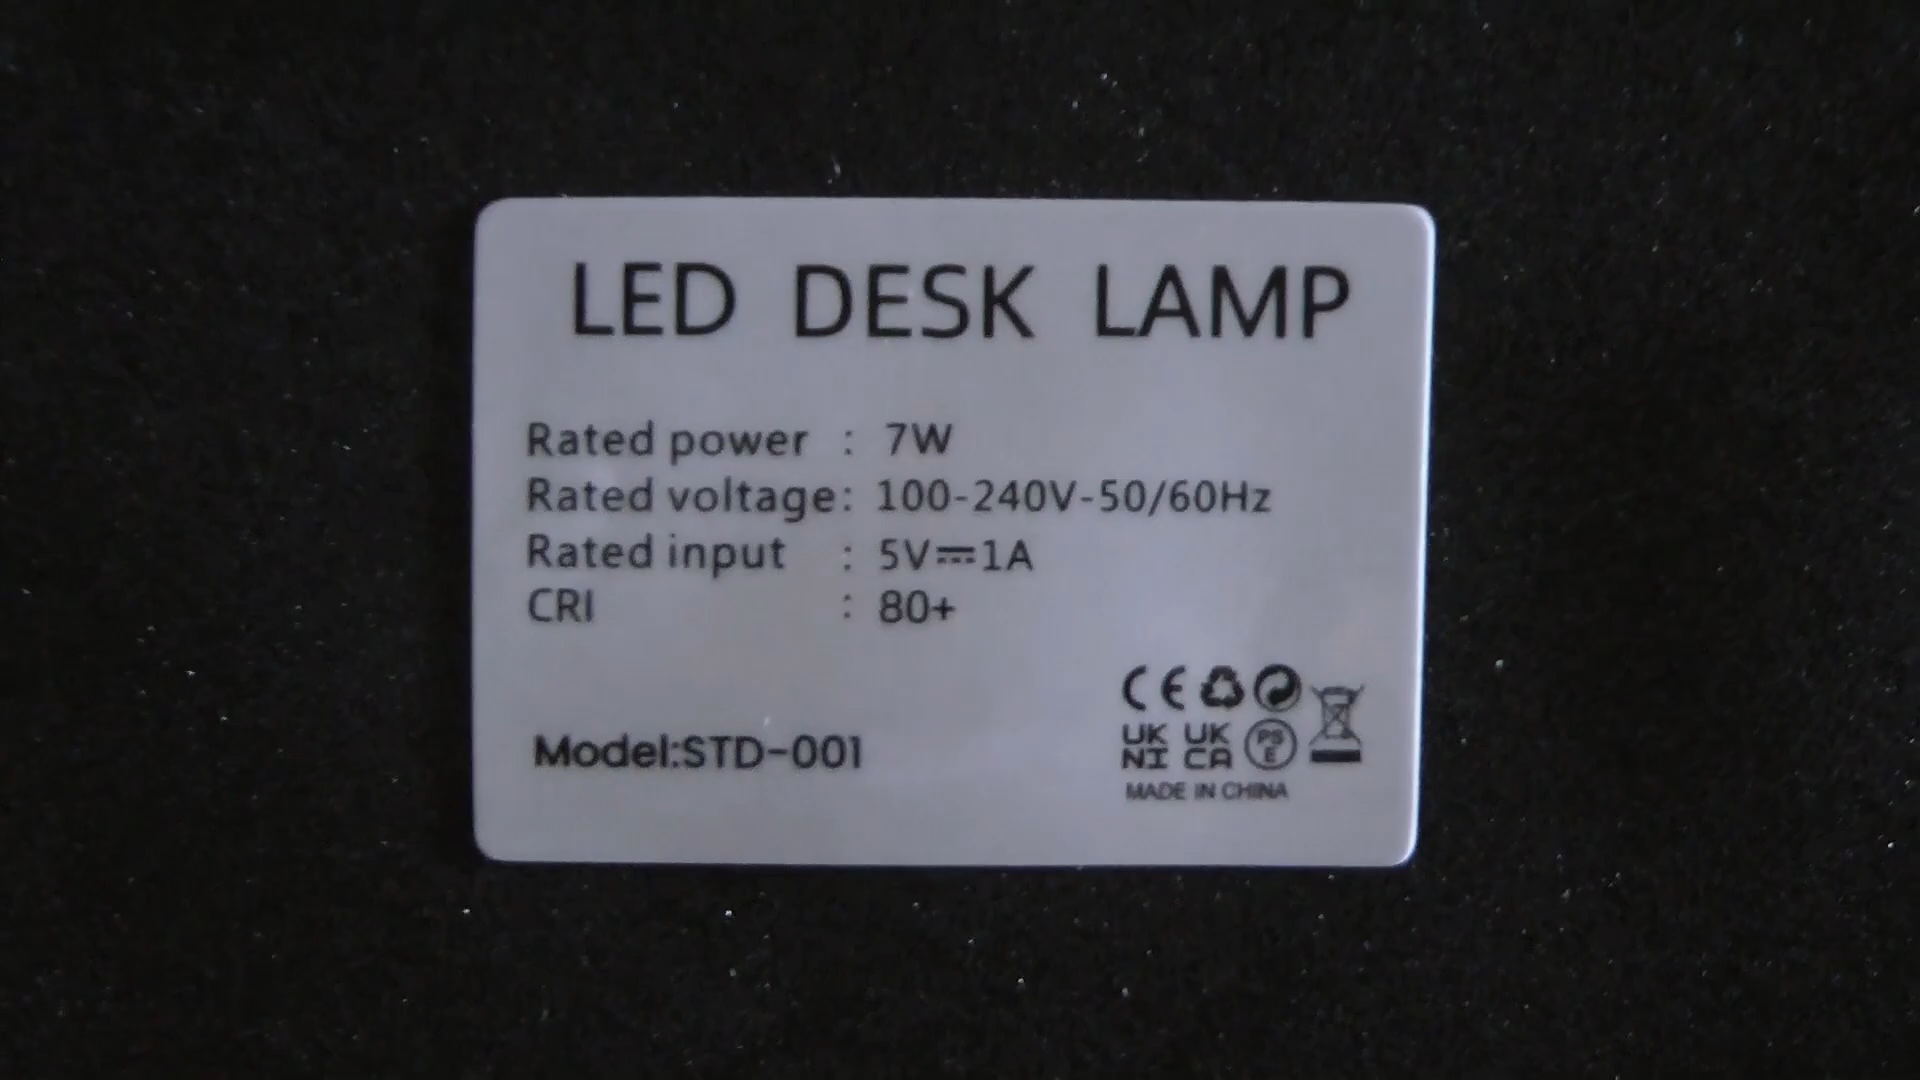 LED DESK LAMP
Rated power : 7W
Rated voltage: 100-240V-50/60Hz
Rated input : 5V⎓1A
CRI : 80+
Model:STD-001
CE
UK NI UK CA PS E
MADE IN CHINA